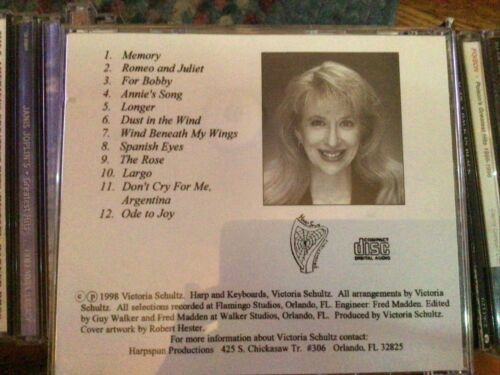 1. Memory
2. Romeo and Juliet
3. For Bobby
4. Annie's Song
5. Longer
6. Dust in the Wind
7. Wind Beneath My Wings
8. Spanish Eyes
9. The Rose
10. Largo
11. Don't Cry For Me,
Argentina
12. Ode to Joy
COMPACT
disc
DIGITAL AUDIO
© ℗ 1998 Victoria Schultz. Harp and Keyboards, Victoria Schultz. All arrangements by Victoria
Schultz. All selections recorded at Flamingo Studios, Orlando, FL. Engineer: Fred Madden. Edited
by Guy Walker and Fred Madden at Walker Studios, Orlando, FL. Produced by Victoria Schultz.
Cover artwork by Robert Hester.
For more information about Victoria Schultz contact:
Harpspun Productions 425 S. Chickasaw Tr. #306 Orlando, FL 32825
JANIS JOPLIN'S • Greatest Hits